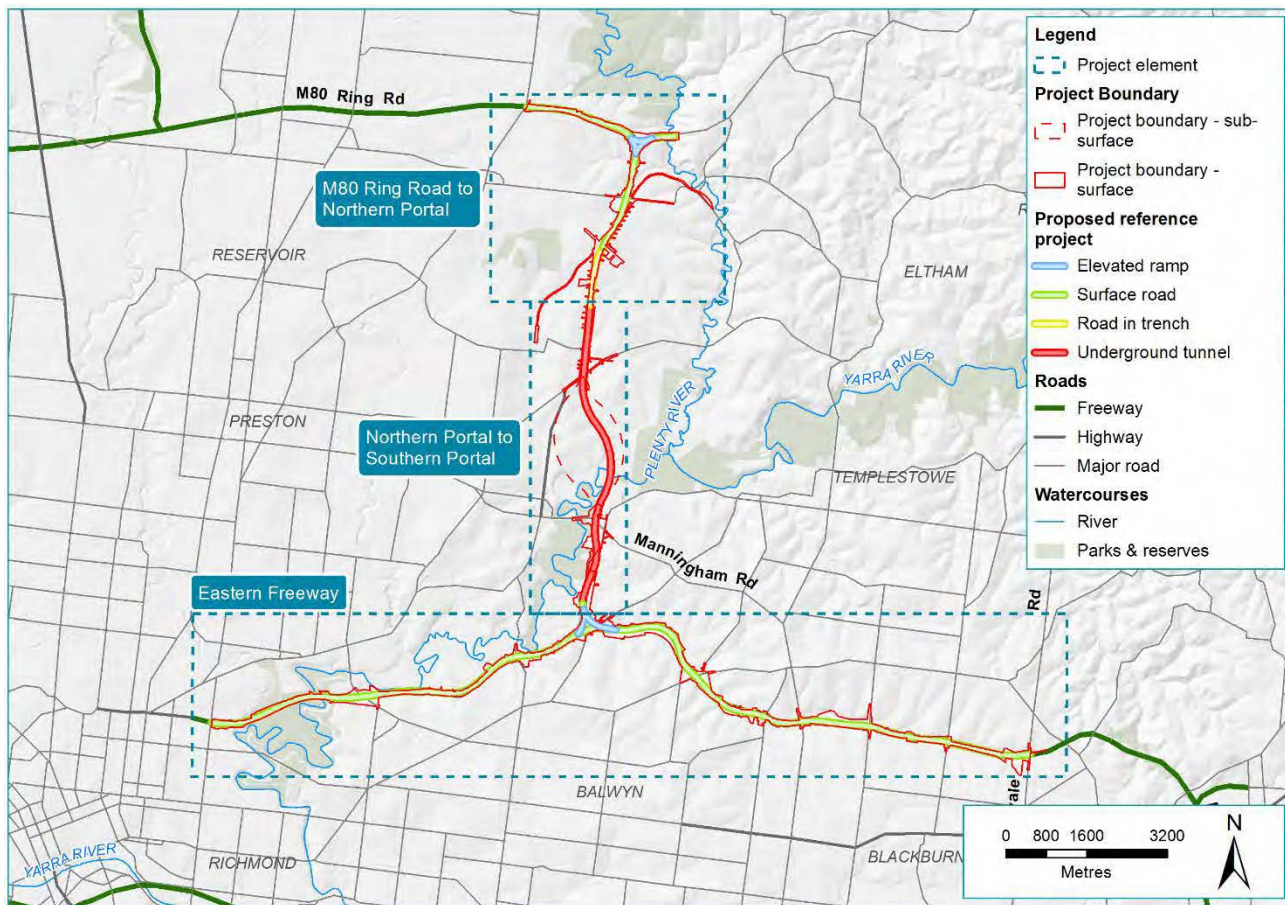 M80 Ring Rd
M80 Ring Road to
Northern Portal
RESERVOIR
ELTHAM
PRESTON
Northern Portal to
Southern Portal
PLENTY RIVER
YARRA RIVER
TEMPLESTOWE
Manningham Rd
Eastern Freeway
Rd
BALWYN
RICHMOND
YARRA RIVER
BLACKBURN
Legend
Project element
Project Boundary
Project boundary - sub-
surface
Project boundary -
surface
Proposed reference
project
Elevated ramp
Surface road
Road in trench
Underground tunnel
Roads
Freeway
Highway
Major road
Watercourses
River
Parks & reserves
0 800 1600 3200
Metres
N